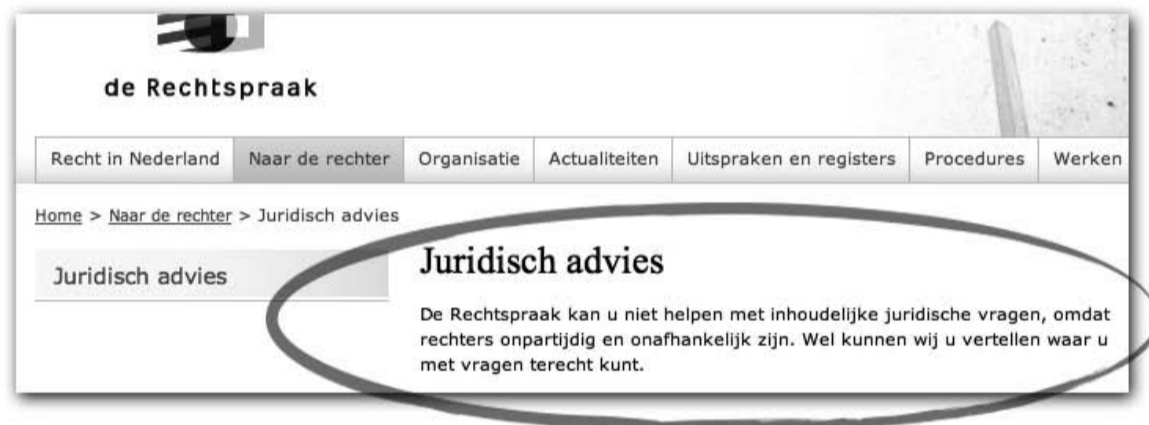 de Rechtspraak
Recht in Nederland Naar de rechter Organisatie Actualiteiten Uitspraken en registers Procedures Werken
Home > Naar de rechter > Juridisch advies
Juridisch advies
Juridisch advies
De Rechtspraak kan u niet helpen met inhoudelijke juridische vragen, omdat
rechters onpartijdig en onafhankelijk zijn. Wel kunnen wij u vertellen waar u
met vragen terecht kunt.